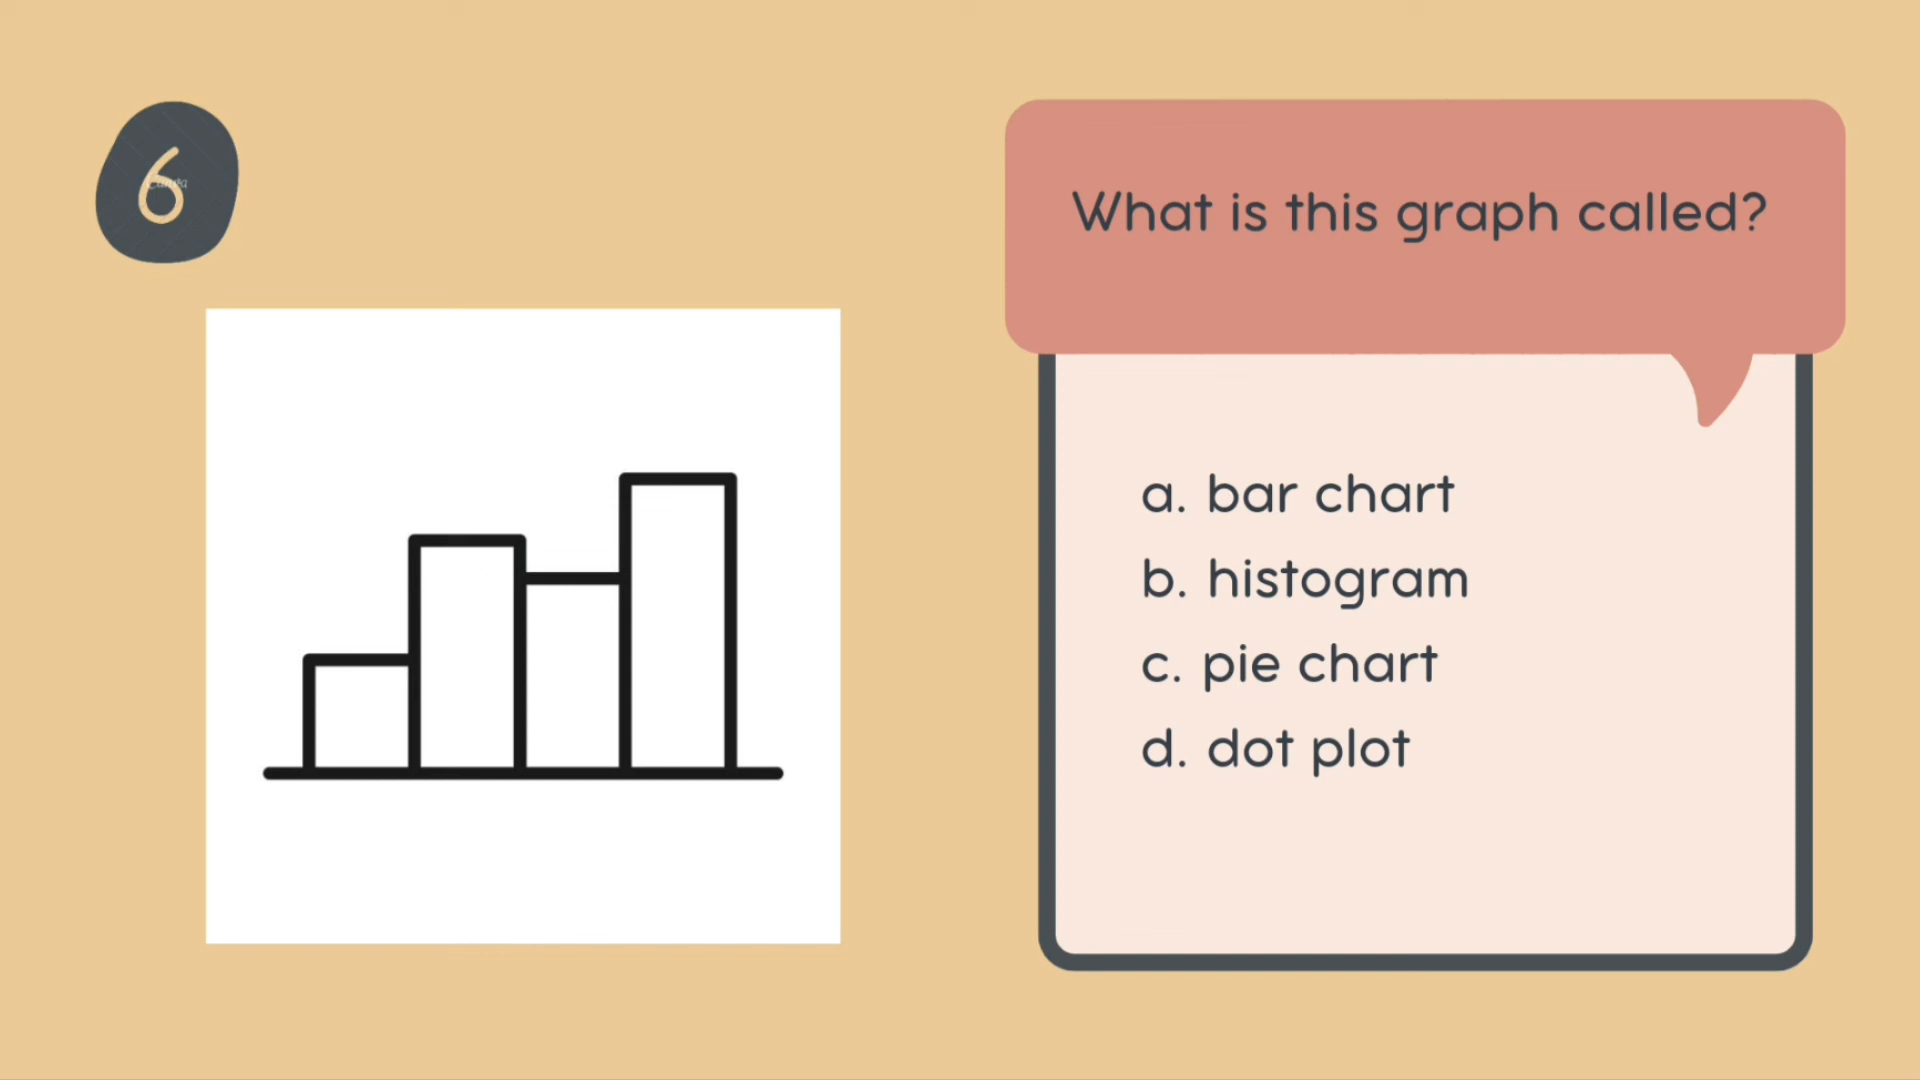 6
What is this graph called?
a. bar chart
b. histogram
c. pie chart
d. dot plot